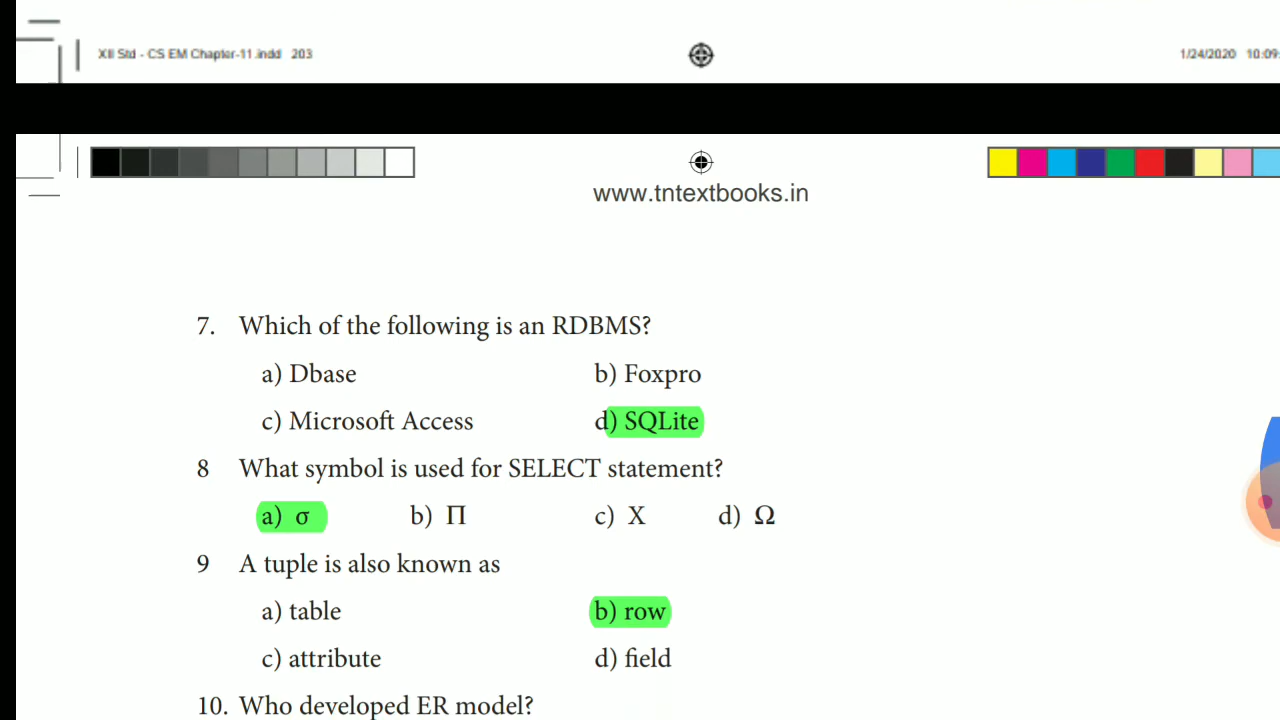 XII Std - CS EM Chapter-11.indd 203
1/24/2020 10:09:
www.tntextbooks.in
7. Which of the following is an RDBMS?
a) Dbase b) Foxpro
c) Microsoft Access d) SQLite
8 What symbol is used for SELECT statement?
a) σ b) Π c) X d) Ω
9 A tuple is also known as
a) table b) row
c) attribute d) field
10. Who developed ER model?